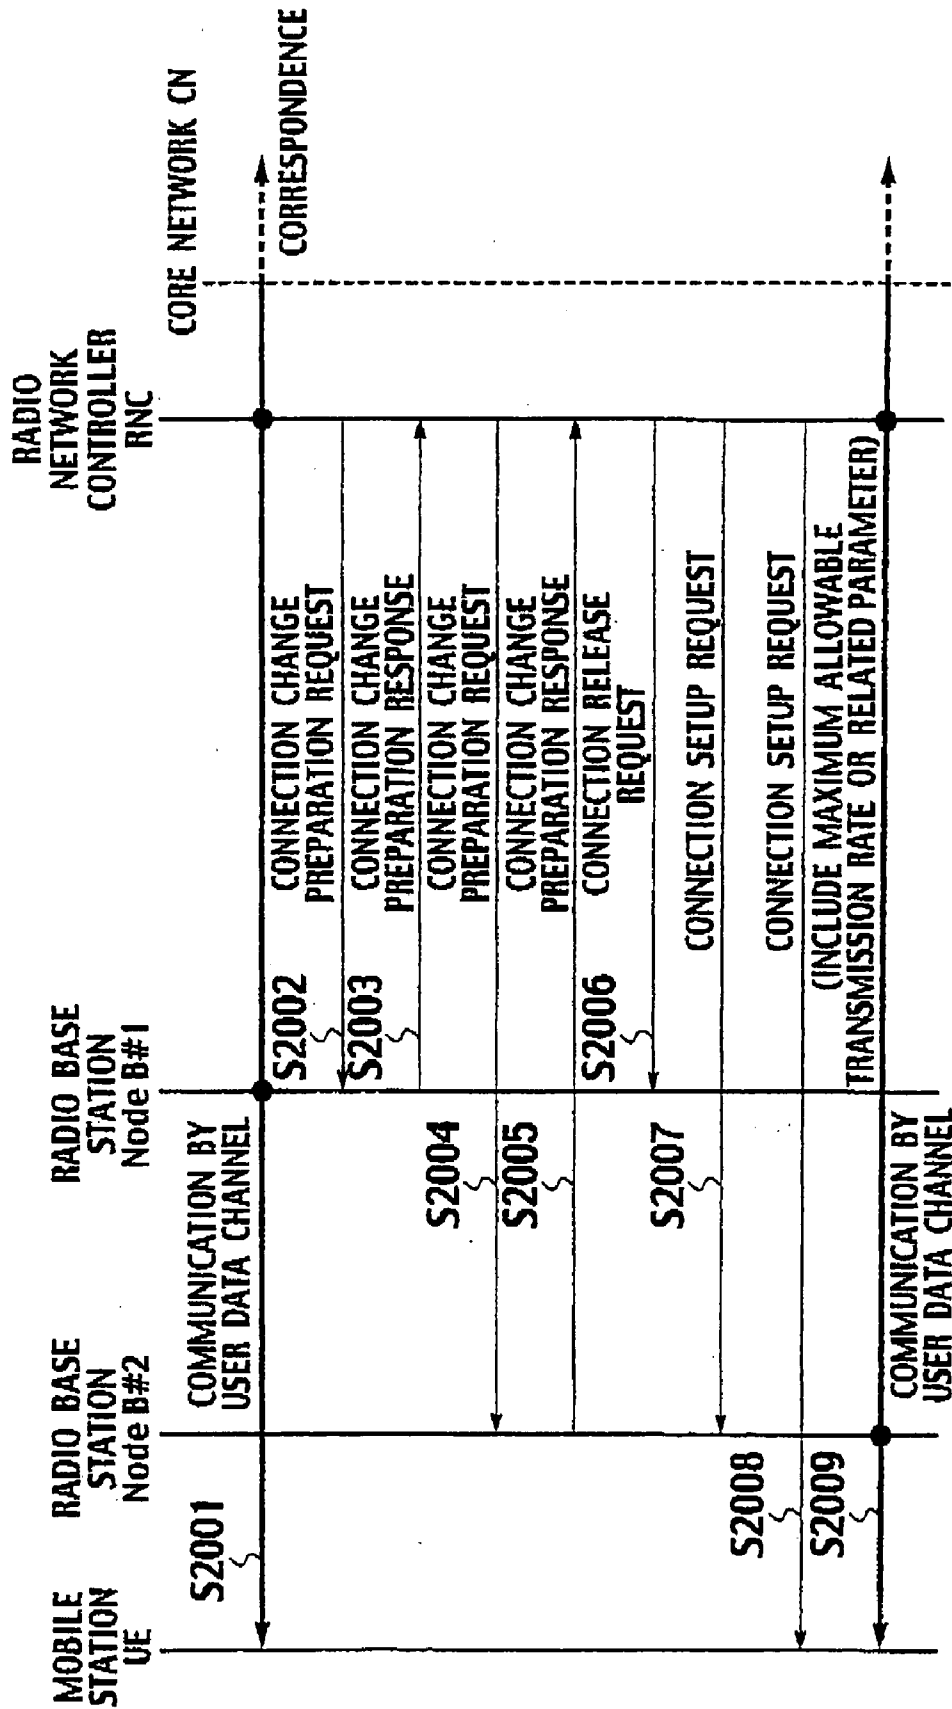 MOBILE
STATION
UE
RADIO BASE
STATION
Node B#2
RADIO BASE
STATION
Node B#1
RADIO
NETWORK
CONTROLLER
RNC
CORE NETWORK CN
S2001
COMMUNICATION BY
USER DATA CHANNEL
CORRESPONDENCE
S2002
CONNECTION CHANGE
PREPARATION REQUEST
S2003
CONNECTION CHANGE
PREPARATION RESPONSE
S2004
CONNECTION CHANGE
PREPARATION REQUEST
S2005
CONNECTION CHANGE
PREPARATION RESPONSE
S2006
CONNECTION RELEASE
REQUEST
S2007
CONNECTION SETUP REQUEST
S2008
CONNECTION SETUP REQUEST
(INCLUDE MAXIMUM ALLOWABLE
TRANSMISSION RATE OR RELATED PARAMETER)
S2009
COMMUNICATION BY
USER DATA CHANNEL